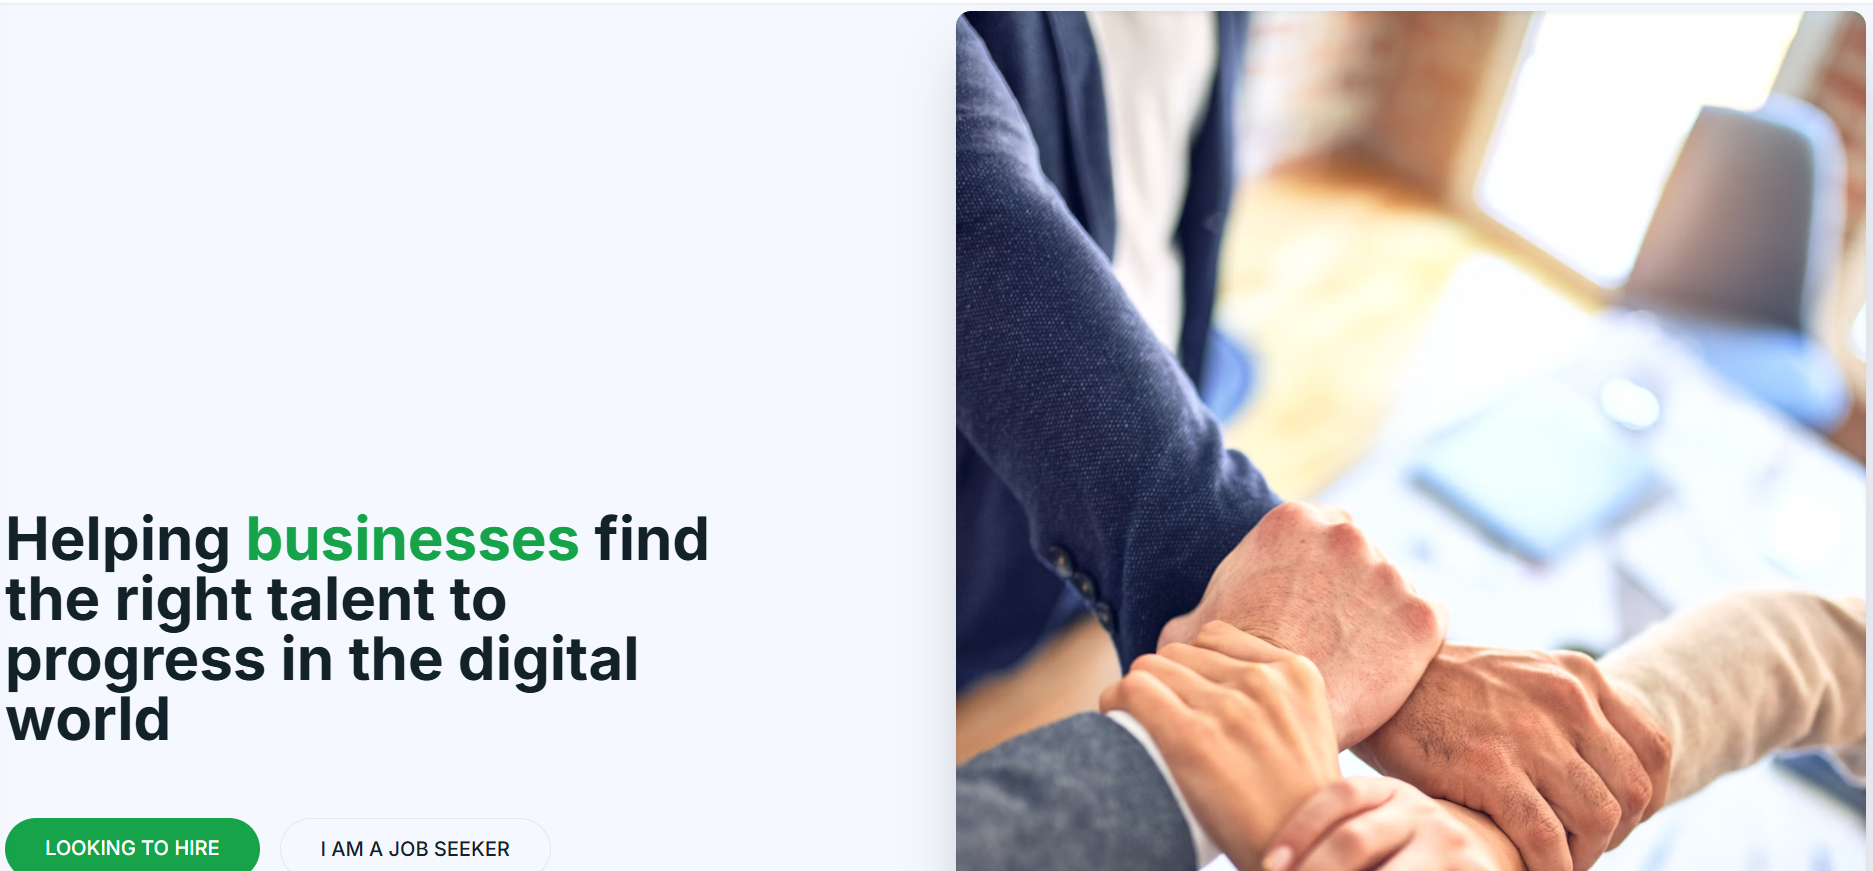 Helping businesses find
the right talent to
progress in the digital
world
LOOKING TO HIRE
I AM A JOB SEEKER